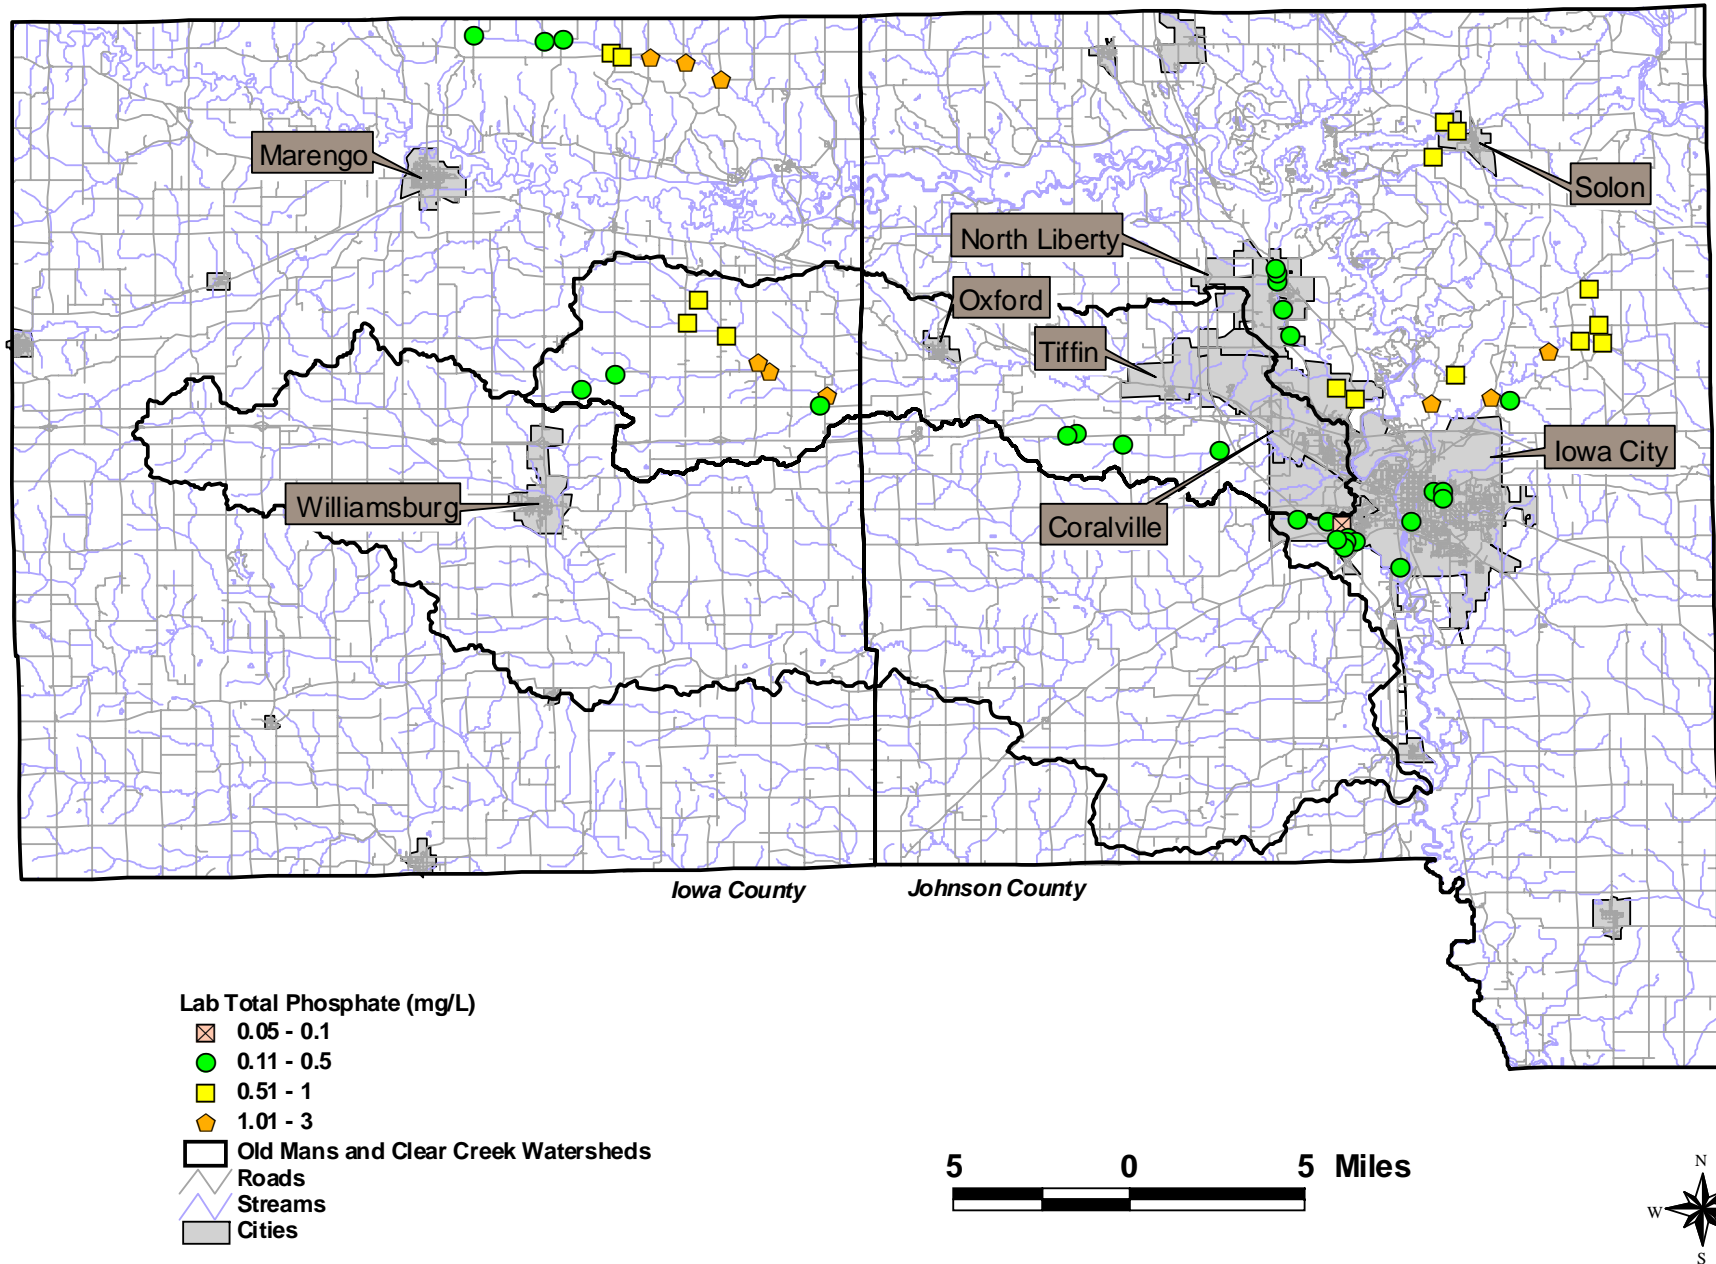 Marengo
Solon
North Liberty
Oxford
Tiffin
Iowa City
Williamsburg
Coralville
Iowa County
Johnson County
Lab Total Phosphate (mg/L)
0.05 - 0.1
0.11 - 0.5
0.51 - 1
1.01 - 3
Old Mans and Clear Creek Watersheds
Roads
Streams
Cities
5 0 5 Miles
N
W
S